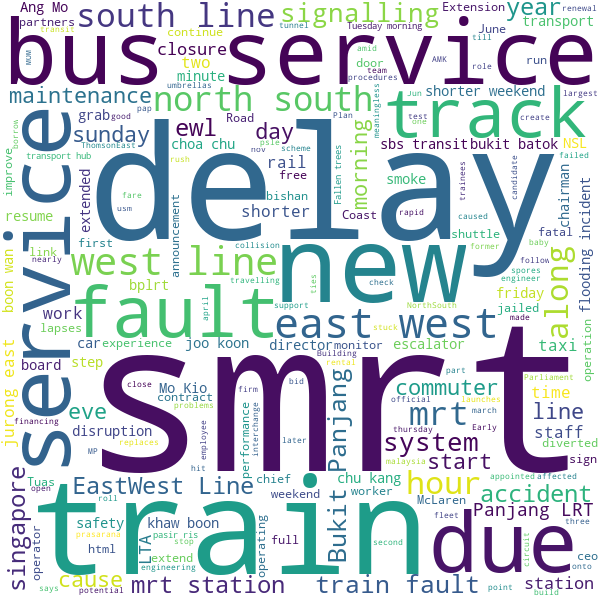 Ang Mo
south line
signalling
Tuesday morning
Extension
year
transit
partners
continue
closure
June
tunnel
till
renewal
bus service
transport
amid
AMK
MOM
two
minute
door
run
team
role
procedures
maintenance
north south
shorter weekend
largest
umbrellas
track
grab
good
Road
meaningless
Plan
test
one
create
pap
sunday
ewl
day
morning
sbs transit
bukit batok
NSL
improve
borrow
ThomsonEast
choa chu
rail
psle
Jun
failed
transport hub
rush
nov
scheme
Fallen trees
smoke
trainees
Employee
service
delay
extended
announcement
free
bishan
candidate
chairman
resume
usm
fare
shorter
Coast
rapid
caused
shuttle
flooding incident
link
first
west line
new
along
fatal
nearly
boon wan
bplrt
collision
travelling
ties
check
former
follow
baby
spores
engineer
work
fault
april
support
east west
NorthSouth
friday
jailed
made
lapses
experience
car
joo koon
director
monitor
stuck
escalator
taxi
operation
jurong east
board
step
Mo Kio
close
Building
commuter
part
Parliament
financing
eve
contract
firm
bid
rental
official
launches
time
disruption
problems
smrt
mrt
line
MP
replaces
performance
interchange
later
thursday
march
Early
staff
diverted
EastWest Line
employee
hit
Bukit Panjang
system
start
sign
singapore
Tuas
open
roll
chief
weekend
malaysia
hour
McLaren
appointed
affected
safety
khaw boon
chu kang
worker
accident
train
due
Panjang LRT
operator
html
LTA
prasarana
pasir ris
stop
operating
full
fleet
three
extend
engineering
second
circuit
ceo
onto
cause
says
potential
mrt station
train fault
point
build
station